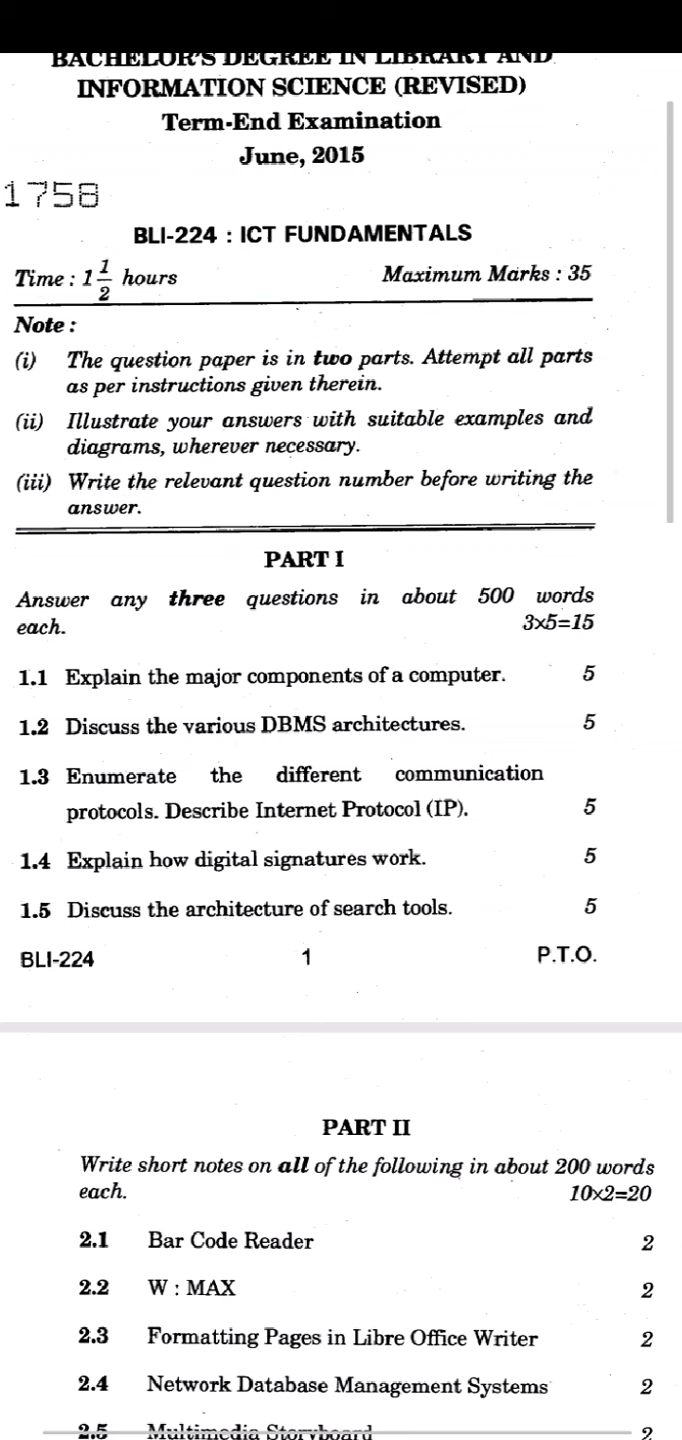 BACHELOR'S DEGREE IN LIBRARY AND
INFORMATION SCIENCE (REVISED)
Term-End Examination
June, 2015
1758
BLI-224 : ICT FUNDAMENTALS
Time : 1 1/2 hours Maximum Marks : 35
Note :
(i) The question paper is in two parts. Attempt all parts
as per instructions given therein.
(ii) Illustrate your answers with suitable examples and
diagrams, wherever necessary.
(iii) Write the relevant question number before writing the
answer.
PART I
Answer any three questions in about 500 words
each. 3×5=15
1.1 Explain the major components of a computer. 5
1.2 Discuss the various DBMS architectures. 5
1.3 Enumerate the different communication
protocols. Describe Internet Protocol (IP). 5
1.4 Explain how digital signatures work. 5
1.5 Discuss the architecture of search tools. 5
BLI-224 1 P.T.O.
PART II
Write short notes on all of the following in about 200 words
each. 10×2=20
2.1 Bar Code Reader 2
2.2 W : MAX 2
2.3 Formatting Pages in Libre Office Writer 2
2.4 Network Database Management Systems 2
2.5 Multimedia Storyboard 2